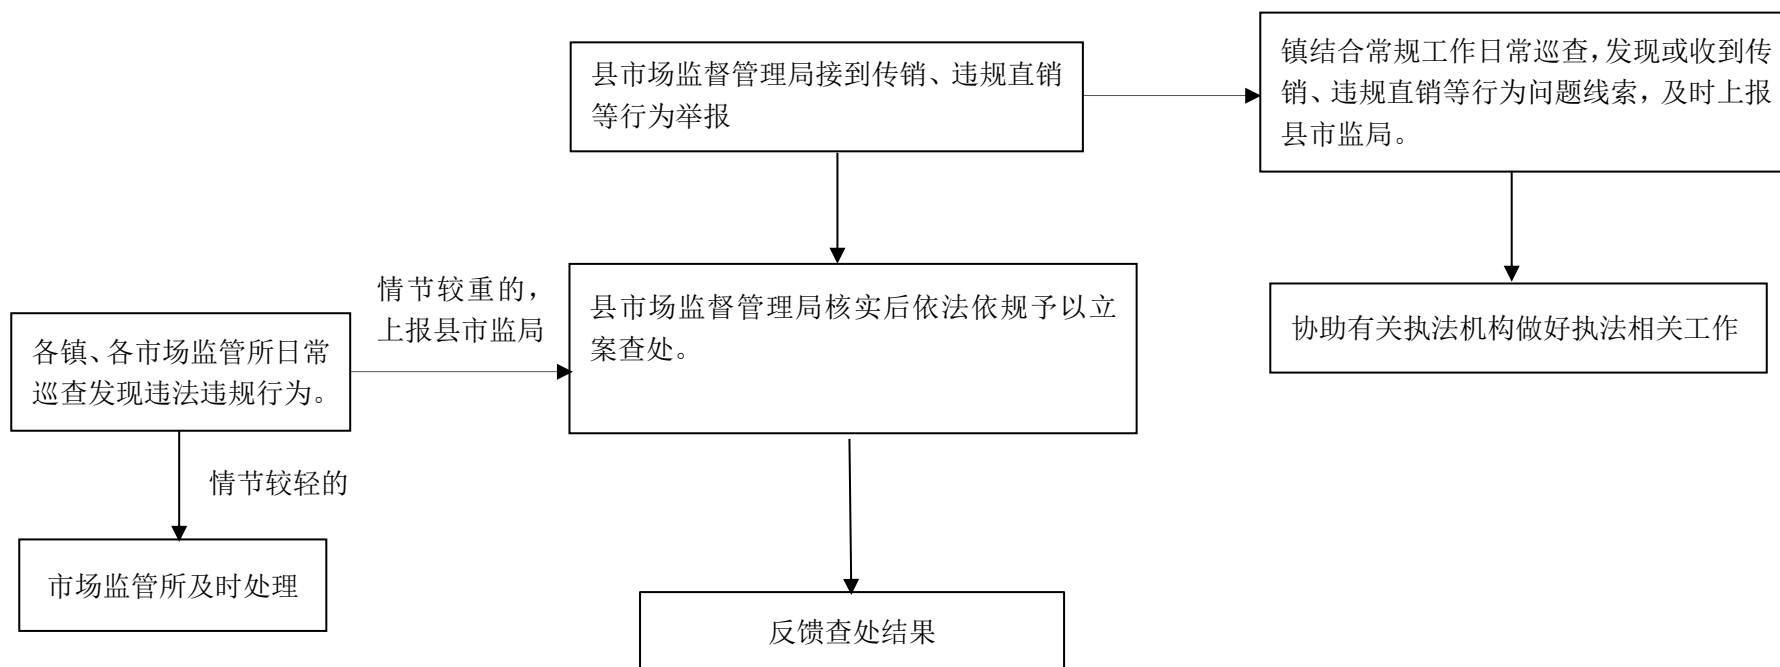 县市场监督管理局接到传销、违规直销
等行为举报
镇结合常规工作日常巡查，发现或收到传
销、违规直销等行为问题线索，及时上报
县市监局。
情节较重的，
上报县市监局
县市场监督管理局核实后依法依规予以立
案查处。
协助有关执法机构做好执法相关工作
各镇、各市场监管所日常
巡查发现违法违规行为。
情节较轻的
市场监管所及时处理
反馈查处结果